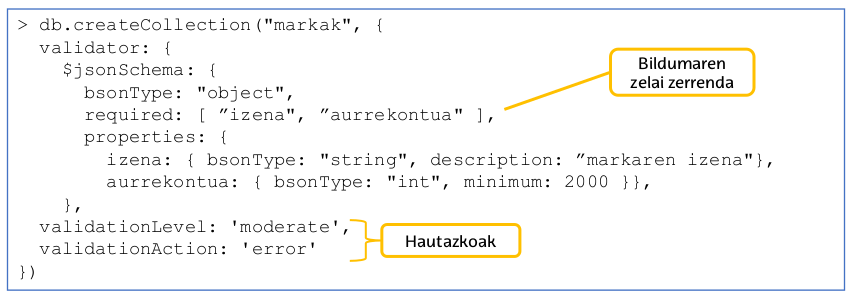 > db.createCollection("markak", {
validator: {
$jsonSchema: {
bsonType: "object",
required: [ ”izena", ”aurrekontua" ],
properties: {
izena: { bsonType: "string", description: ”markaren izena"},
aurrekontua: { bsonType: "int", minimum: 2000 }},
},
validationLevel: 'moderate',
validationAction: 'error'
})
Bildumaren
zelai zerrenda
Hautazkoak